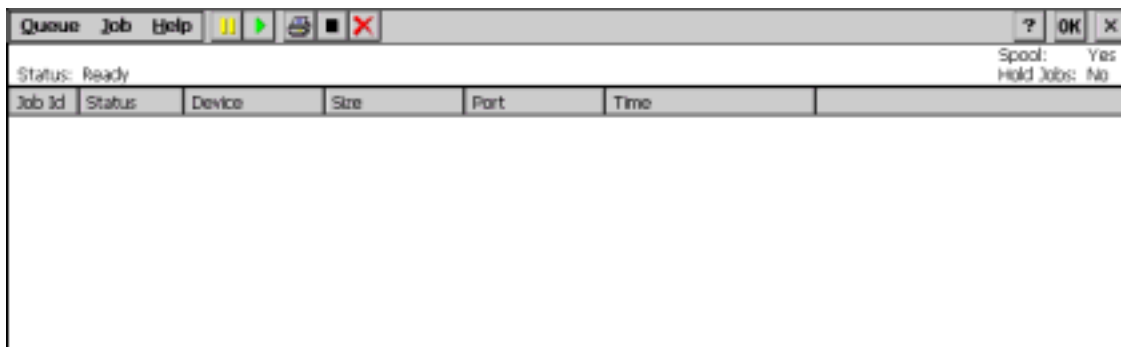 Queue Job Help ? OK ×
Spool: Yes
Status: Ready Hold Jobs: No
Job Id Status Device Size Port Time